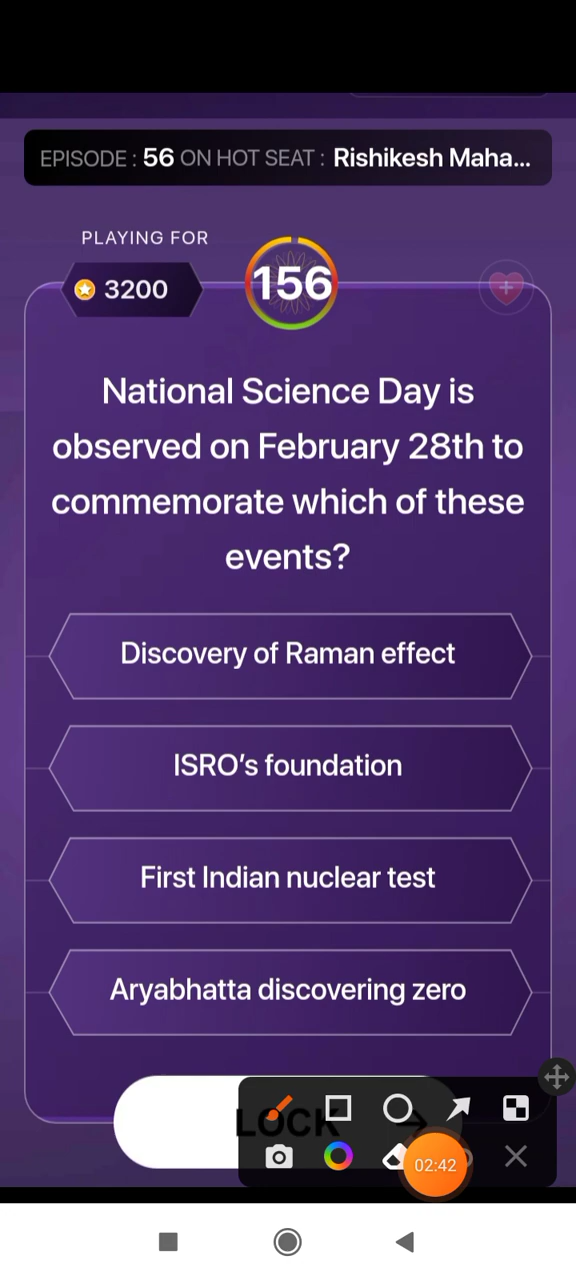 EPISODE : 56 ON HOT SEAT : Rishikesh Maha...
PLAYING FOR
3200
156
National Science Day is
observed on February 28th to
commemorate which of these
events?
Discovery of Raman effect
ISRO's foundation
First Indian nuclear test
Aryabhatta discovering zero
LOCK
02:42